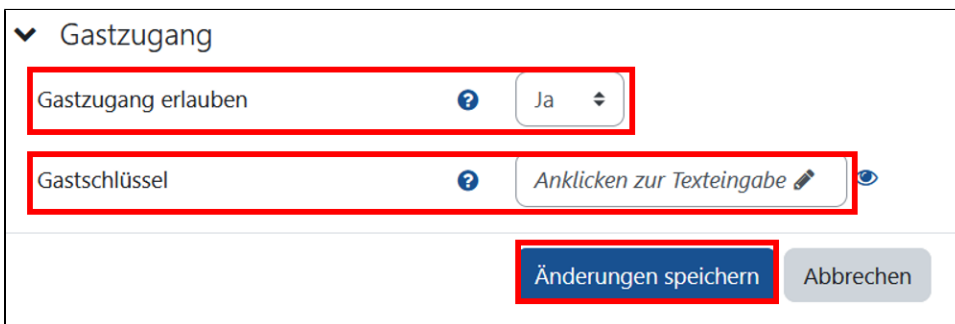 Gastzugang
Gastzugang erlauben Ja
Gastschlüssel Anklicken zur Texteingabe
Änderungen speichern Abbrechen